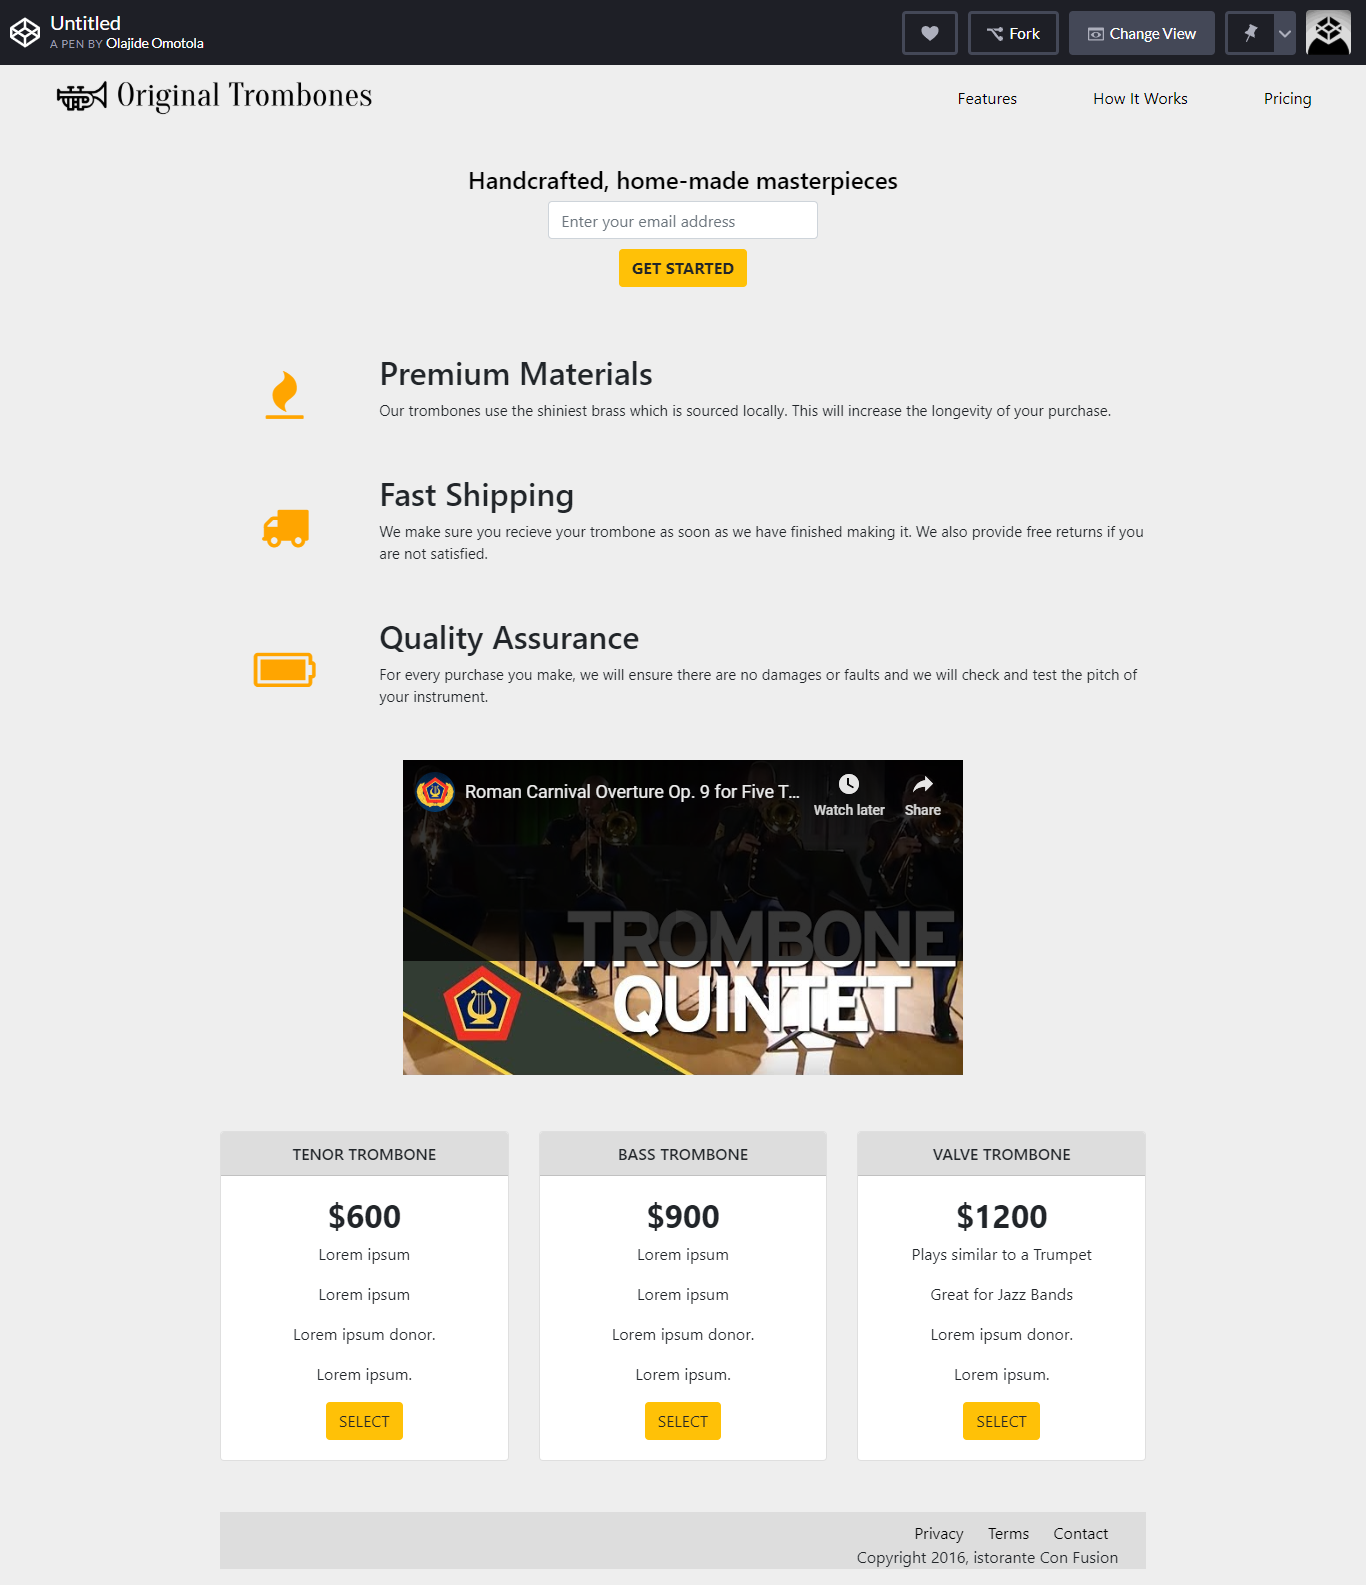 Untitled
A PEN BY Olajide Omotola
Fork
Change View
Original Trombones
Features
How It Works
Pricing
Handcrafted, home-made masterpieces
Enter your email address
GET STARTED
Premium Materials
Our trombones use the shiniest brass which is sourced locally. This will increase the longevity of your purchase.
Fast Shipping
We make sure you recieve your trombone as soon as we have finished making it. We also provide free returns if you
are not satisfied.
Quality Assurance
For every purchase you make, we will ensure there are no damages or faults and we will check and test the pitch of
your instrument.
Roman Carnival Overture Op. 9 for Five T...
Watch later
Share
TROMBONE
QUINTET
TENOR TROMBONE
$600
Lorem ipsum
Lorem ipsum
Lorem ipsum donor.
Lorem ipsum.
SELECT
BASS TROMBONE
$900
Lorem ipsum
Lorem ipsum
Lorem ipsum donor.
Lorem ipsum.
SELECT
VALVE TROMBONE
$1200
Plays similar to a Trumpet
Great for Jazz Bands
Lorem ipsum donor.
Lorem ipsum.
SELECT
Privacy
Terms
Contact
Copyright 2016, istorante Con Fusion